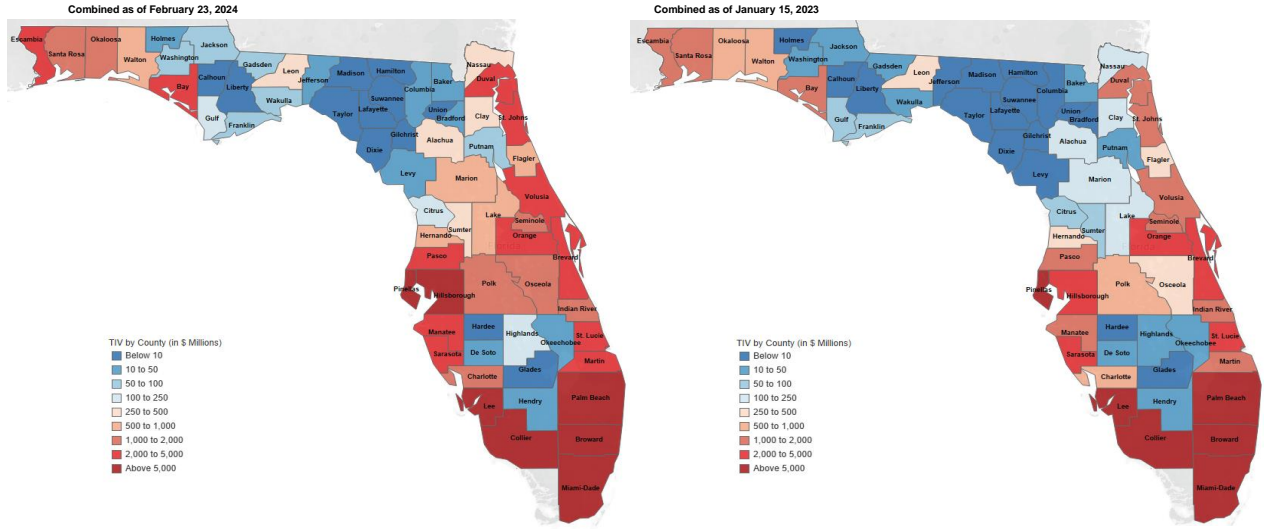 Combined as of February 23, 2024
Escambia
Santa Rosa
Okaloosa
Walton
Holmes
Washington
Jackson
Bay
Calhoun
Gulf
Liberty
Gadsden
Franklin
Leon
Wakulla
Jefferson
Madison
Taylor
Hamilton
Suwannee
Lafayette
Dixie
Columbia
Gilchrist
Levy
Baker
Union
Bradford
Alachua
Nassau
Duval
Clay
St. Johns
Putnam
Flagler
Marion
Volusia
Citrus
Sumter
Lake
Seminole
Hernando
Orange
Pasco
Brevard
Pinellas
Hillsborough
Polk
Osceola
Indian River
Manatee
Hardee
Highlands
Okeechobee
St. Lucie
Sarasota
De Soto
Martin
Charlotte
Glades
Lee
Hendry
Palm Beach
Collier
Broward
Miami-Dade
TIV by County (in $ Millions)
Below 10
10 to 50
50 to 100
100 to 250
250 to 500
500 to 1,000
1,000 to 2,000
2,000 to 5,000
Above 5,000
Combined as of January 15, 2023
Escambia
Santa Rosa
Okaloosa
Walton
Holmes
Washington
Jackson
Bay
Calhoun
Gulf
Liberty
Gadsden
Franklin
Leon
Wakulla
Jefferson
Madison
Taylor
Hamilton
Suwannee
Lafayette
Dixie
Columbia
Gilchrist
Levy
Baker
Union
Bradford
Alachua
Nassau
Duval
Clay
St. Johns
Putnam
Flagler
Marion
Volusia
Citrus
Sumter
Lake
Seminole
Hernando
Orange
Pasco
Brevard
Pinellas
Hillsborough
Polk
Osceola
Indian River
Manatee
Hardee
Highlands
Okeechobee
St. Lucie
Sarasota
De Soto
Martin
Charlotte
Glades
Lee
Hendry
Palm Beach
Collier
Broward
Miami-Dade
TIV by County (in $ Millions)
Below 10
10 to 50
50 to 100
100 to 250
250 to 500
500 to 1,000
1,000 to 2,000
2,000 to 5,000
Above 5,000